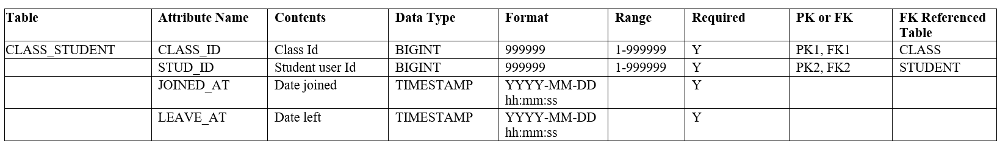 Table Attribute Name Contents Data Type Format Range Required PK or FK FK Referenced
Table
CLASS_STUDENT CLASS_ID Class Id BIGINT 999999 1-999999 Y PK1, FK1 CLASS
STUD_ID Student user Id BIGINT 999999 1-999999 Y PK2, FK2 STUDENT
JOINED_AT Date joined TIMESTAMP YYYY-MM-DD Y
hh:mm:ss
LEAVE_AT Date left TIMESTAMP YYYY-MM-DD Y
hh:mm:ss